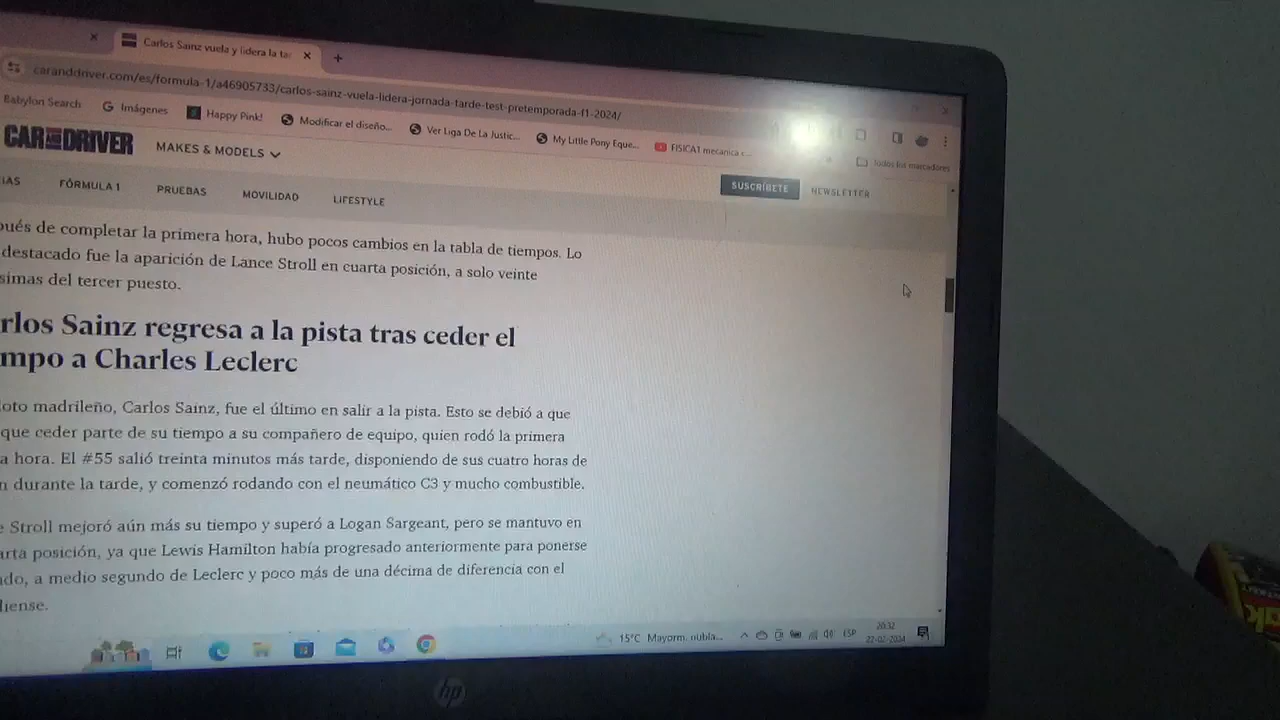 Carlos Sainz vuela y lidera la ta
caranddriver.com/es/formula-1/a46905733/carlos-sainz-vuela-lidera-jornada-tarde-test-pretemporada-f1-2024/
Babylon Search Imágenes Happy Pink! Modificar el diseño... Ver Liga De La Justic... My Little Pony Eque... FISICA1 mecanica c...
Todos los marcadores
CAR AND DRIVER MAKES & MODELS
IAS FÓRMULA 1 PRUEBAS MOVILIDAD LIFESTYLE SUSCRÍBETE NEWSLETTER
pués de completar la primera hora, hubo pocos cambios en la tabla de tiempos. Lo
destacado fue la aparición de Lance Stroll en cuarta posición, a solo veinte
simas del tercer puesto.
rlos Sainz regresa a la pista tras ceder el
mpo a Charles Leclerc
oto madrileño, Carlos Sainz, fue el último en salir a la pista. Esto se debió a que
que ceder parte de su tiempo a su compañero de equipo, quien rodó la primera
a hora. El #55 salió treinta minutos más tarde, disponiendo de sus cuatro horas de
n durante la tarde, y comenzó rodando con el neumático C3 y mucho combustible.
e Stroll mejoró aún más su tiempo y superó a Logan Sargeant, pero se mantuvo en
arta posición, ya que Lewis Hamilton había progresado anteriormente para ponerse
ndo, a medio segundo de Leclerc y poco más de una décima de diferencia con el
liense.
15°C Mayorm. nubla... ESP 20:32
22-02-2024
hp